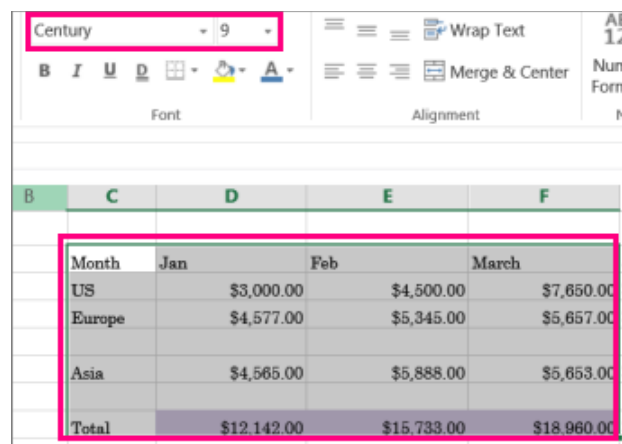 Century 9 Wrap Text
B I U D A Merge & Center
Font Alignment
B C D E F
Month Jan Feb March
US $3,000.00 $4,500.00 $7,650.00
Europe $4,577.00 $5,345.00 $5,657.00
Asia $4,565.00 $5,888.00 $5,653.00
Total $12,142.00 $15,733.00 $18,960.00